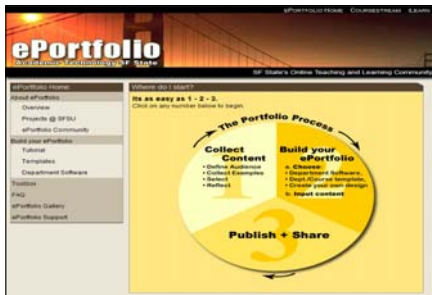 ePORTFOLIO HOME COURSESTREAM ILEARN
ePortfolio
Academic Technology SF State
SF State's Online Teaching and Learning Community
ePortfolio Home
About ePortfolio
Overview
Projects @ SFSU
ePortfolio Community
Build your ePortfolio
Tutorial
Templates
Department Software
Toolbox
FAQ
ePortfolio Gallery
ePortfolio Support
Where do I start?
Its as easy as 1 - 2 - 3.
Click on any number below to begin.
The Portfolio Process
Collect
Content
• Define Audience
• Collect Examples
• Select
• Reflect
1
Build your
ePortfolio
a. Choose:
• Department Software,
• Dept./Course template,
• Create your own design
b. Input content
3
Publish + Share